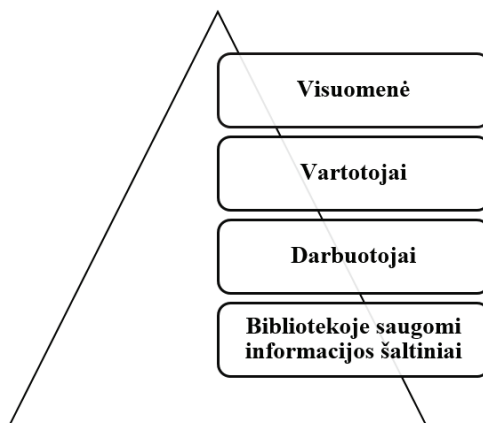 Visuomenė
Vartotojai
Darbuotojai
Bibliotekoje saugomi
informacijos šaltiniai